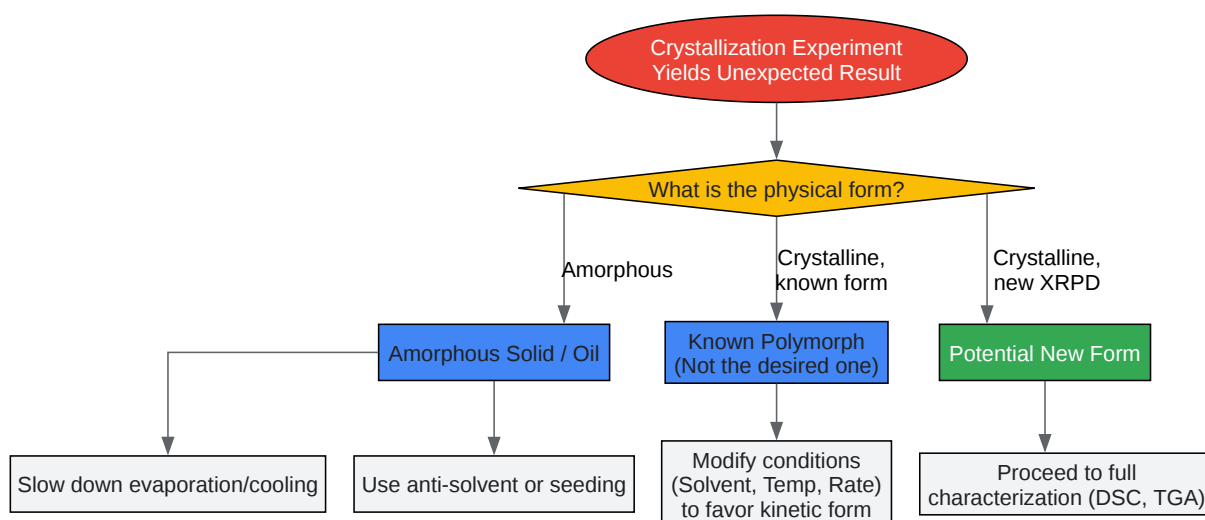 Crystallization Experiment
Yields Unexpected Result
What is the physical form?
Amorphous
Crystalline,
known form
Crystalline,
new XRPD
Amorphous Solid / Oil
Known Polymorph
(Not the desired one)
Potential New Form
Slow down evaporation/cooling
Use anti-solvent or seeding
Modify conditions
(Solvent, Temp, Rate)
to favor kinetic form
Proceed to full
characterization (DSC, TGA)